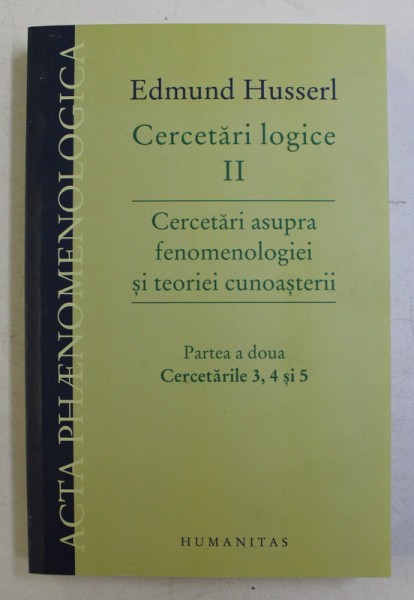 ACTA PHÆNOMENOLOGICA
Edmund Husserl
Cercetări logice
II
Cercetări asupra
fenomenologiei
și teoriei cunoașterii
Partea a doua
Cercetările 3, 4 și 5
HUMANITAS